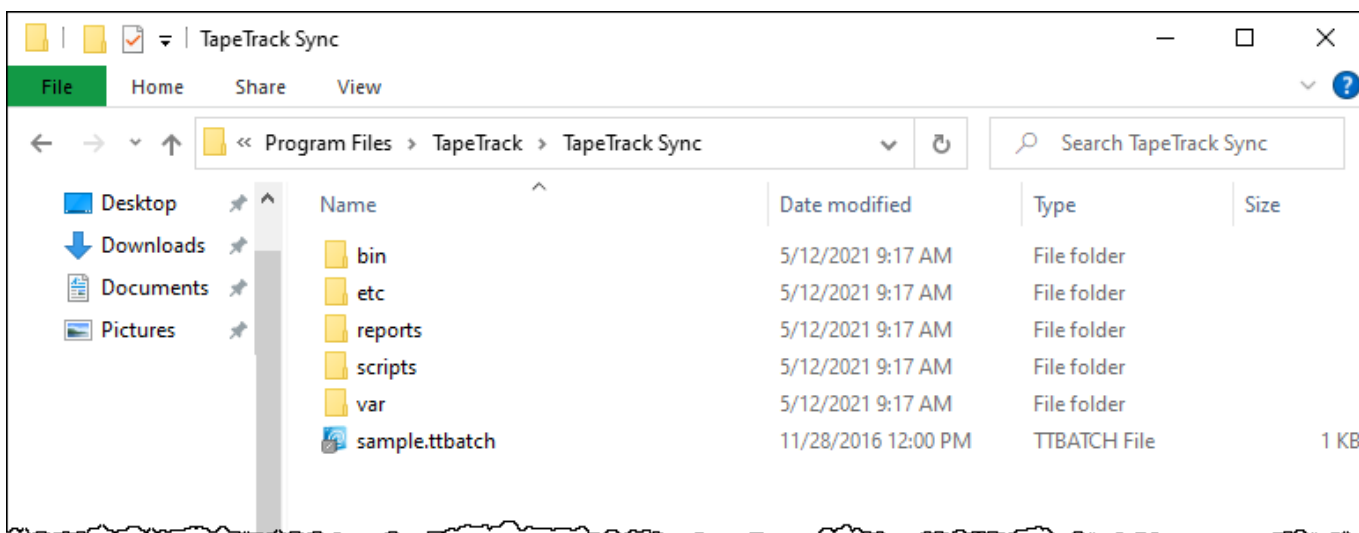 TapeTrack Sync
File Home Share View ?
« Program Files > TapeTrack > TapeTrack Sync Search TapeTrack Sync
Name Date modified Type Size
Desktop
Downloads
Documents
Pictures
bin 5/12/2021 9:17 AM File folder
etc 5/12/2021 9:17 AM File folder
reports 5/12/2021 9:17 AM File folder
scripts 5/12/2021 9:17 AM File folder
var 5/12/2021 9:17 AM File folder
sample.ttbatch 11/28/2016 12:00 PM TTBATCH File 1 KB